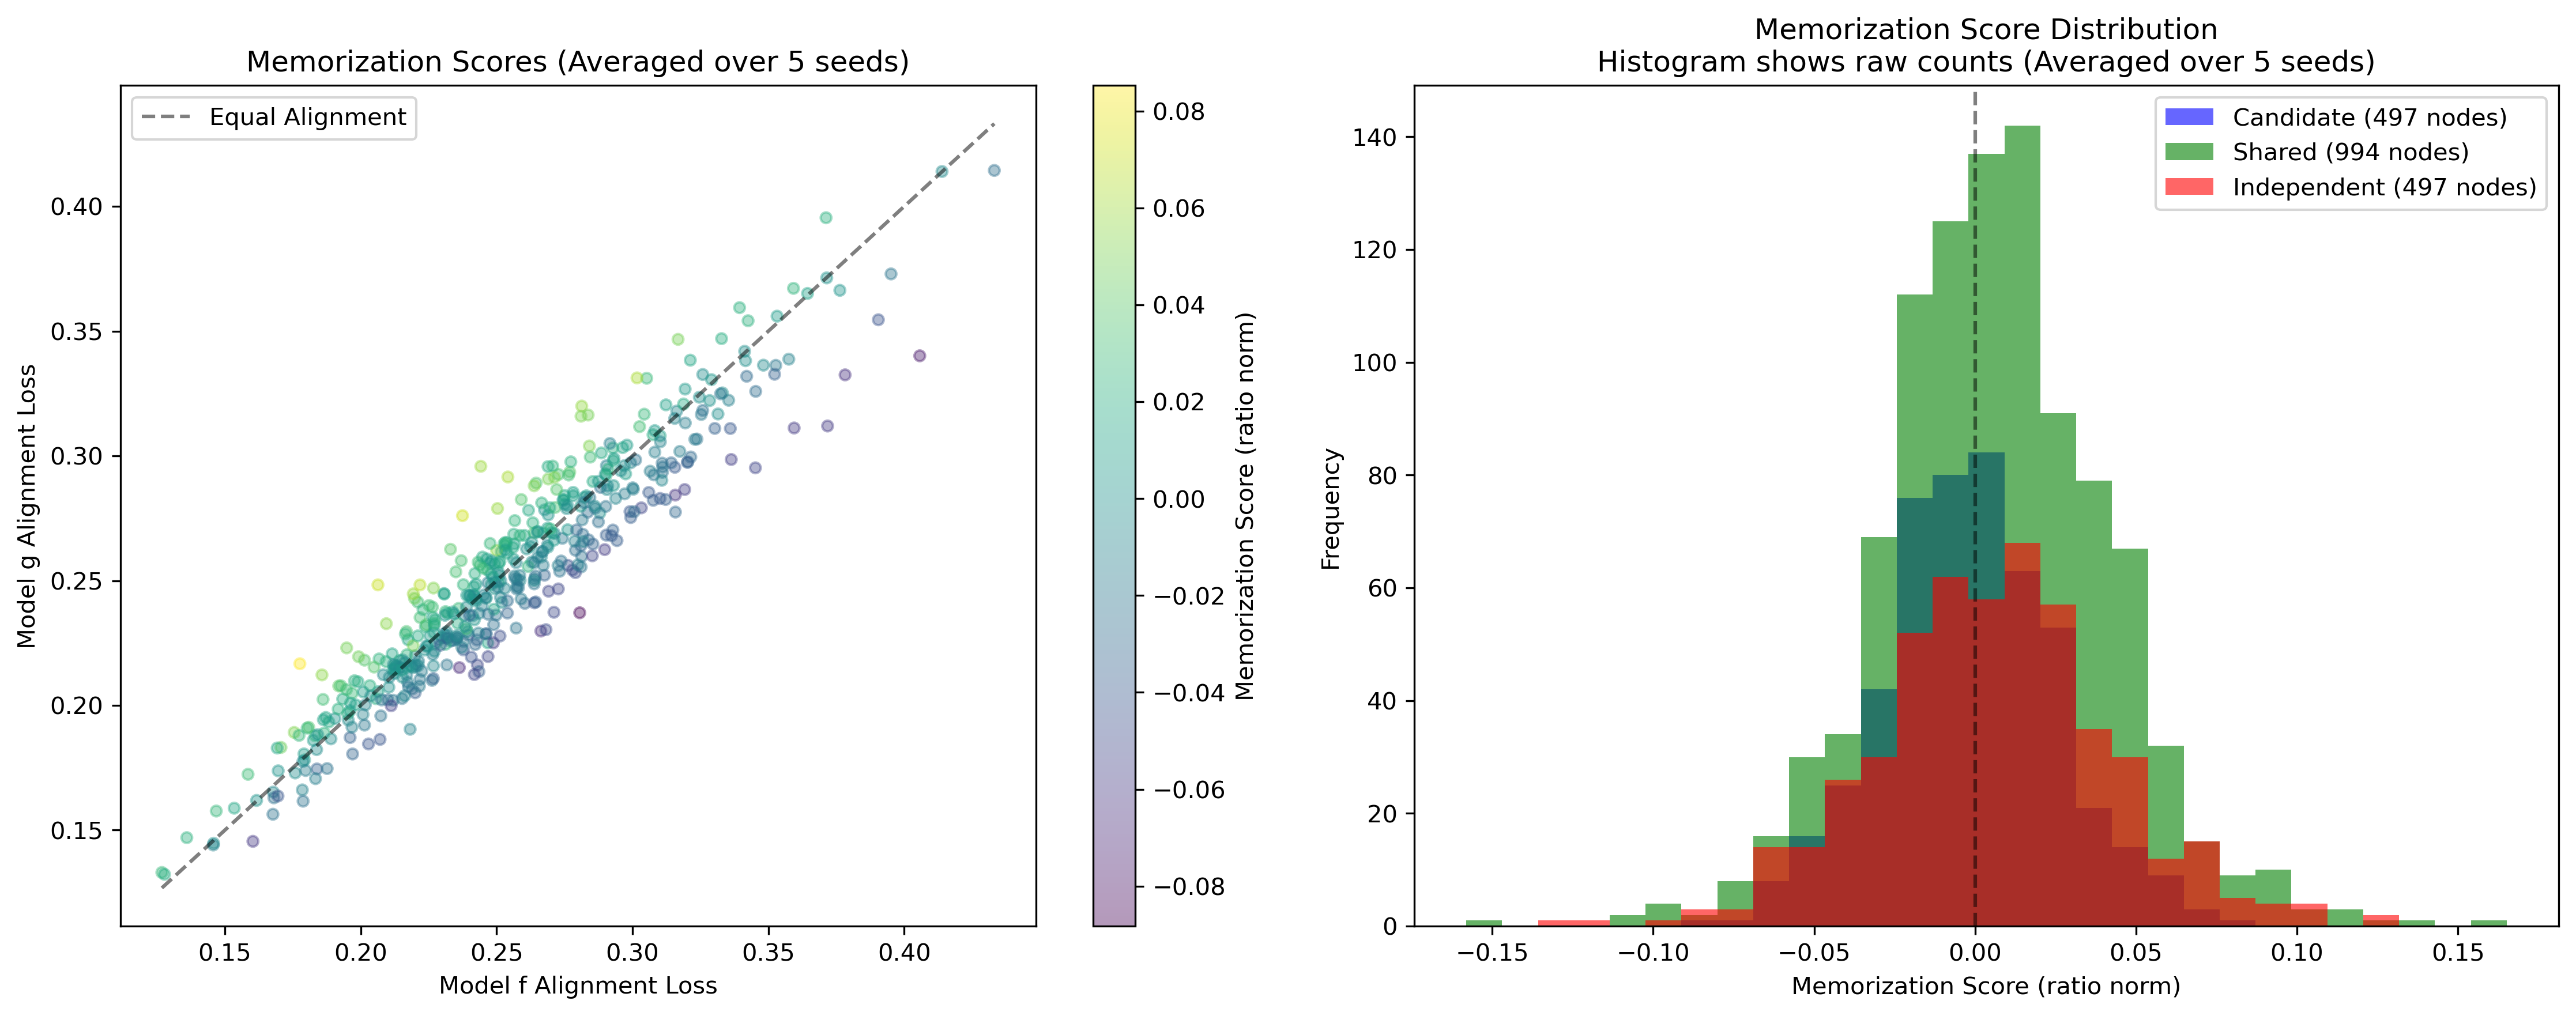 Memorization Scores (Averaged over 5 seeds)
Equal Alignment
Model g Alignment Loss
0.40
0.35
0.30
0.25
0.20
0.15
0.15 0.20 0.25 0.30 0.35 0.40
Model f Alignment Loss
0.08
0.06
0.04
0.02
0.00
−0.02
−0.04
−0.06
−0.08
Memorization Score (ratio norm)
Memorization Score Distribution
Histogram shows raw counts (Averaged over 5 seeds)
Candidate (497 nodes)
Shared (994 nodes)
Independent (497 nodes)
Frequency
140
120
100
80
60
40
20
0
−0.15 −0.10 −0.05 0.00 0.05 0.10 0.15
Memorization Score (ratio norm)